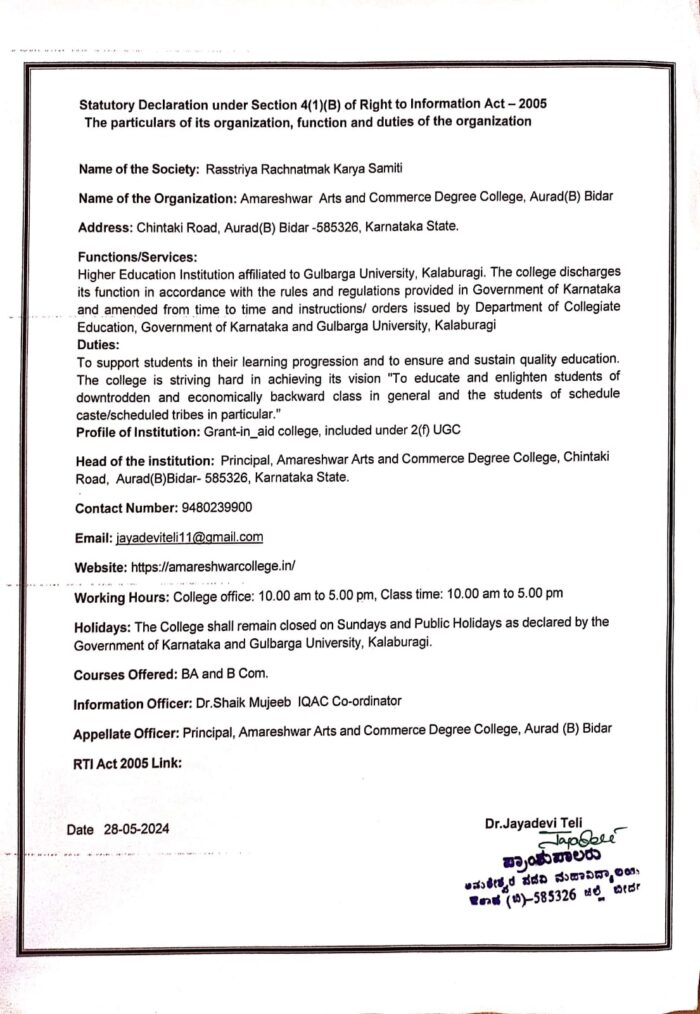 Statutory Declaration under Section 4(1)(B) of Right to Information Act – 2005
The particulars of its organization, function and duties of the organization
Name of the Society: Rasstriya Rachnatmak Karya Samiti
Name of the Organization: Amareshwar Arts and Commerce Degree College, Aurad(B) Bidar
Address: Chintaki Road, Aurad(B) Bidar -585326, Karnataka State.
Functions/Services:
Higher Education Institution affiliated to Gulbarga University, Kalaburagi. The college discharges
its function in accordance with the rules and regulations provided in Government of Karnataka
and amended from time to time and instructions/ orders issued by Department of Collegiate
Education, Government of Karnataka and Gulbarga University, Kalaburagi
Duties:
To support students in their learning progression and to ensure and sustain quality education.
The college is striving hard in achieving its vision "To educate and enlighten students of
downtrodden and economically backward class in general and the students of schedule
caste/scheduled tribes in particular."
Profile of Institution: Grant-in_aid college, included under 2(f) UGC
Head of the institution: Principal, Amareshwar Arts and Commerce Degree College, Chintaki
Road, Aurad(B)Bidar- 585326, Karnataka State.
Contact Number: 9480239900
Email: jayadeviteli11@gmail.com
Website: https://amareshwarcollege.in/
Working Hours: College office: 10.00 am to 5.00 pm, Class time: 10.00 am to 5.00 pm
Holidays: The College shall remain closed on Sundays and Public Holidays as declared by the
Government of Karnataka and Gulbarga University, Kalaburagi.
Courses Offered: BA and B Com.
Information Officer: Dr.Shaik Mujeeb IQAC Co-ordinator
Appellate Officer: Principal, Amareshwar Arts and Commerce Degree College, Aurad (B) Bidar
RTI Act 2005 Link:
Date 28-05-2024
Dr.Jayadevi Teli
ಪ್ರಾಂಶುಪಾಲರು
ಅಮರೇಶ್ವರ ಪದವಿ ಮಹಾವಿದ್ಯಾಲಯ
ಔರಾದ (ಬಿ)-585326 ಜಿಲ್ಲೆ ಬೀದರ